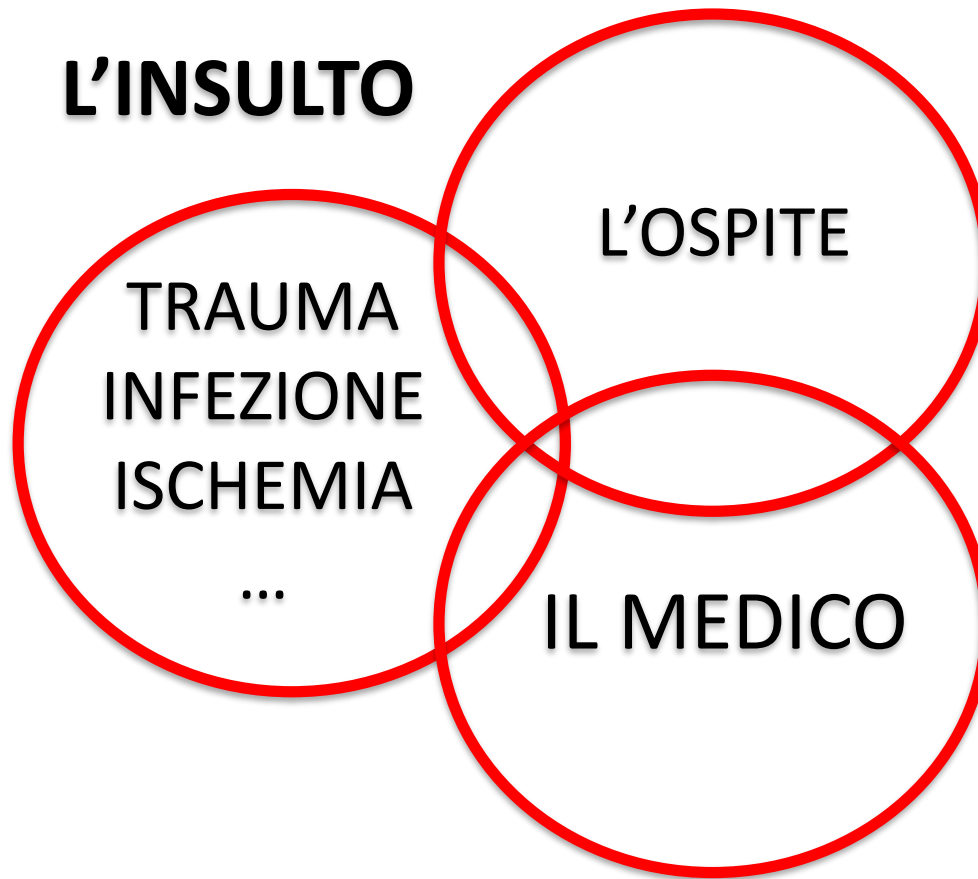 L’INSULTO
L’OSPITE
TRAUMA
INFEZIONE
ISCHEMIA
…
IL MEDICO